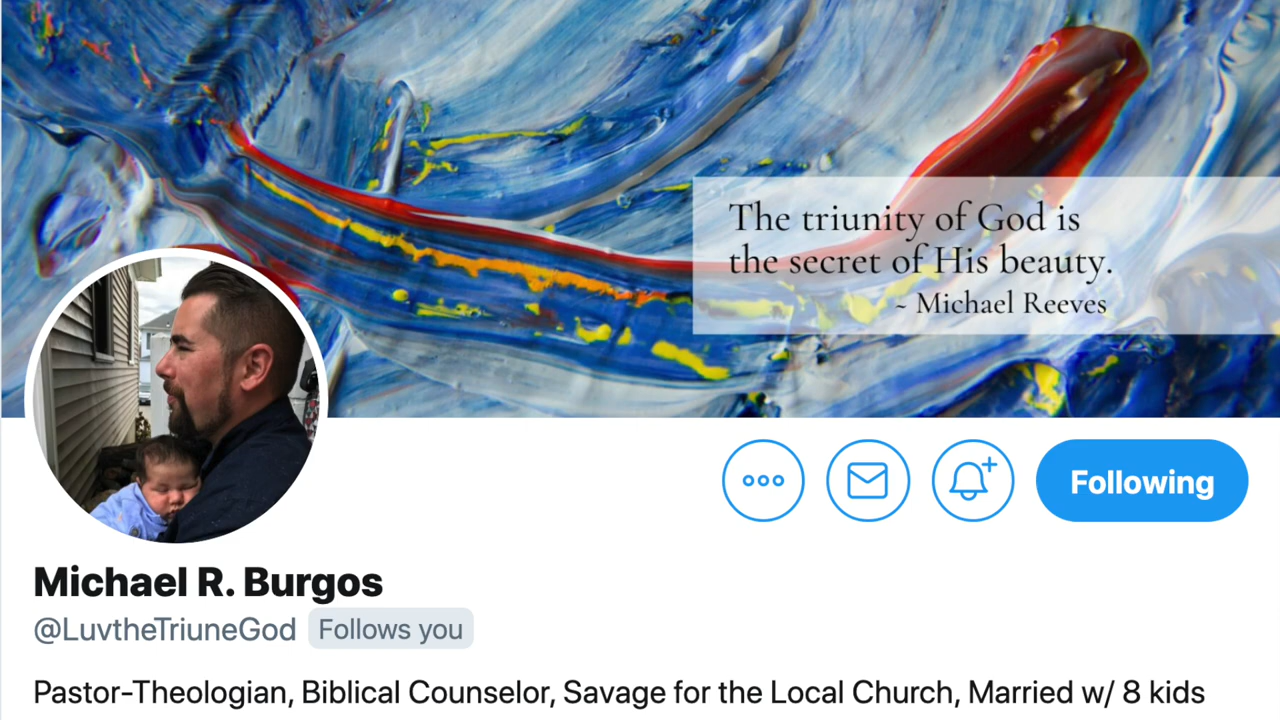 The triunity of God is
the secret of His beauty.
~ Michael Reeves
Following
Michael R. Burgos
@LuvtheTriuneGod Follows you
Pastor-Theologian, Biblical Counselor, Savage for the Local Church, Married w/ 8 kids